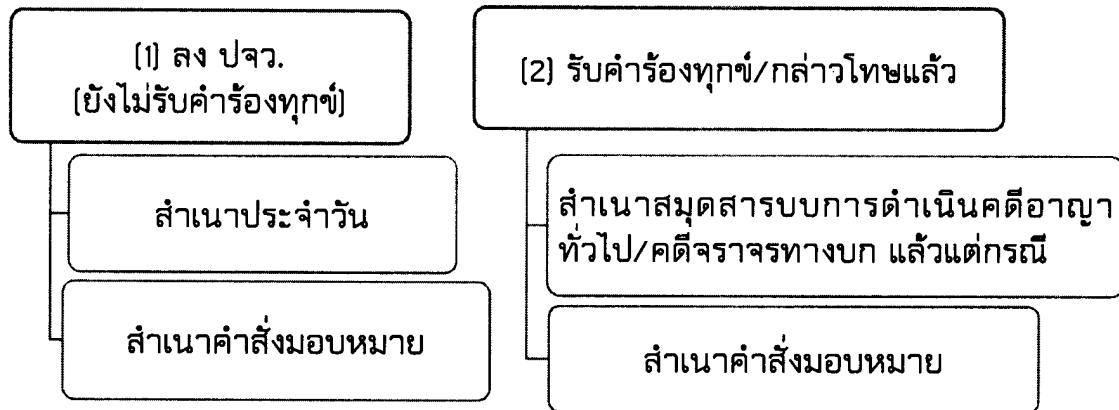 (1) ลง ปจว.
(ยังไม่รับคำร้องทุกข์)
สำเนาประจำวัน
สำเนาคำสั่งมอบหมาย
(2) รับคำร้องทุกข์/กล่าวโทษแล้ว
สำเนาสมุดสารบบการดำเนินคดีอาญา
ทั่วไป/คดีจราจรทางบก แล้วแต่กรณี
สำเนาคำสั่งมอบหมาย